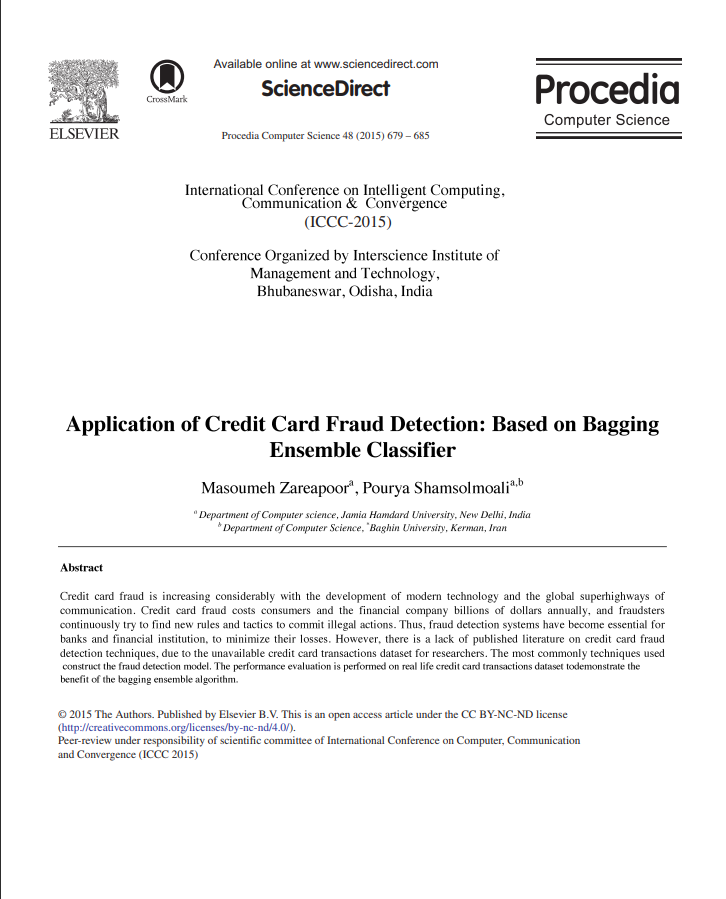 Available online at www.sciencedirect.com
CrossMark
ScienceDirect
Procedia
Computer Science
ELSEVIER
Procedia Computer Science 48 (2015) 679 – 685
International Conference on Intelligent Computing,
Communication & Convergence
(ICCC-2015)
Conference Organized by Interscience Institute of
Management and Technology,
Bhubaneswar, Odisha, India
Application of Credit Card Fraud Detection: Based on Bagging
Ensemble Classifier
Masoumeh Zareapoorᵃ, Pourya Shamsolmoaliᵃ,ᵇ
ᵃ Department of Computer science, Jamia Hamdard University, New Delhi, India
ᵇ Department of Computer Science, *Baghin University, Kerman, Iran
Abstract
Credit card fraud is increasing considerably with the development of modern technology and the global superhighways of
communication. Credit card fraud costs consumers and the financial company billions of dollars annually, and fraudsters
continuously try to find new rules and tactics to commit illegal actions. Thus, fraud detection systems have become essential for
banks and financial institution, to minimize their losses. However, there is a lack of published literature on credit card fraud
detection techniques, due to the unavailable credit card transactions dataset for researchers. The most commonly techniques used
construct the fraud detection model. The performance evaluation is performed on real life credit card transactions dataset todemonstrate the
benefit of the bagging ensemble algorithm.
© 2015 The Authors. Published by Elsevier B.V. This is an open access article under the CC BY-NC-ND license
(http://creativecommons.org/licenses/by-nc-nd/4.0/).
Peer-review under responsibility of scientific committee of International Conference on Computer, Communication
and Convergence (ICCC 2015)